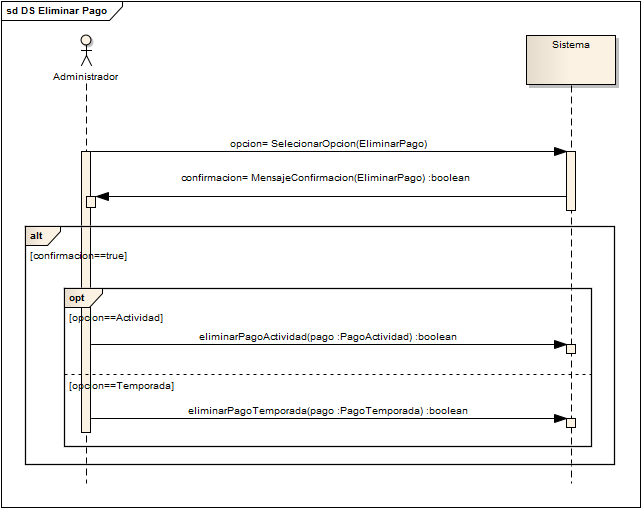 sd DS Eliminar Pago
Administrador
Sistema
opcion= SelecionarOpcion(EliminarPago)
confirmacion= MensajeConfirmacion(EliminarPago) :boolean
alt
[confirmacion==true]
opt
[opcion==Actividad]
eliminarPagoActividad(pago :PagoActividad) :boolean
[opcion==Temporada]
eliminarPagoTemporada(pago :PagoTemporada) :boolean